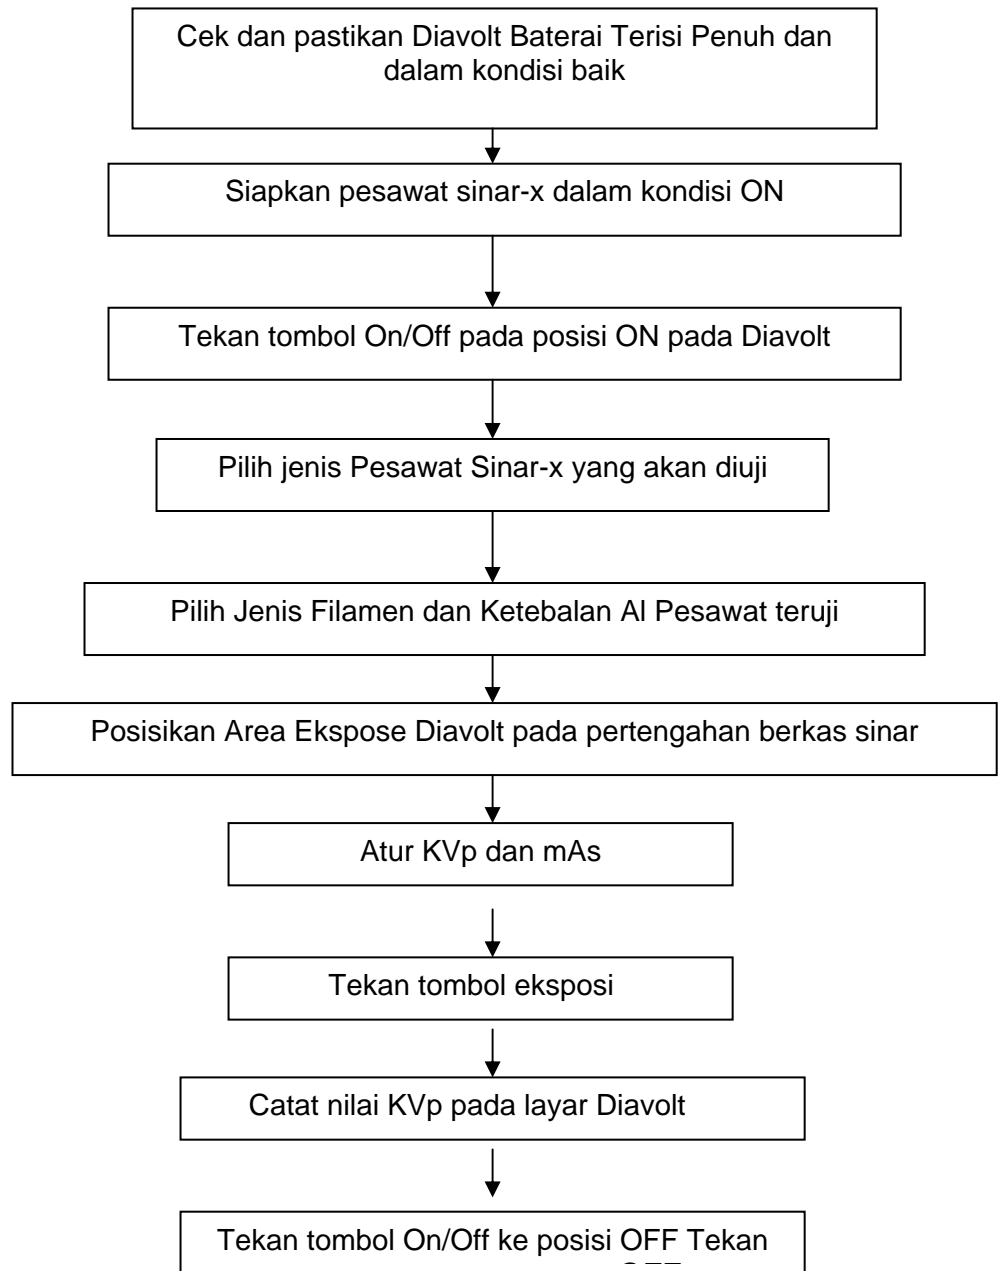 Cek dan pastikan Diavolt Baterai Terisi Penuh dan
dalam kondisi baik
Siapkan pesawat sinar-x dalam kondisi ON
Tekan tombol On/Off pada posisi ON pada Diavolt
Pilih jenis Pesawat Sinar-x yang akan diuji
Pilih Jenis Filamen dan Ketebalan Al Pesawat teruji
Posisikan Area Ekspose Diavolt pada pertengahan berkas sinar
Atur KVp dan mAs
Tekan tombol eksposi
Catat nilai KVp pada layar Diavolt
Tekan tombol On/Off ke posisi OFF Tekan